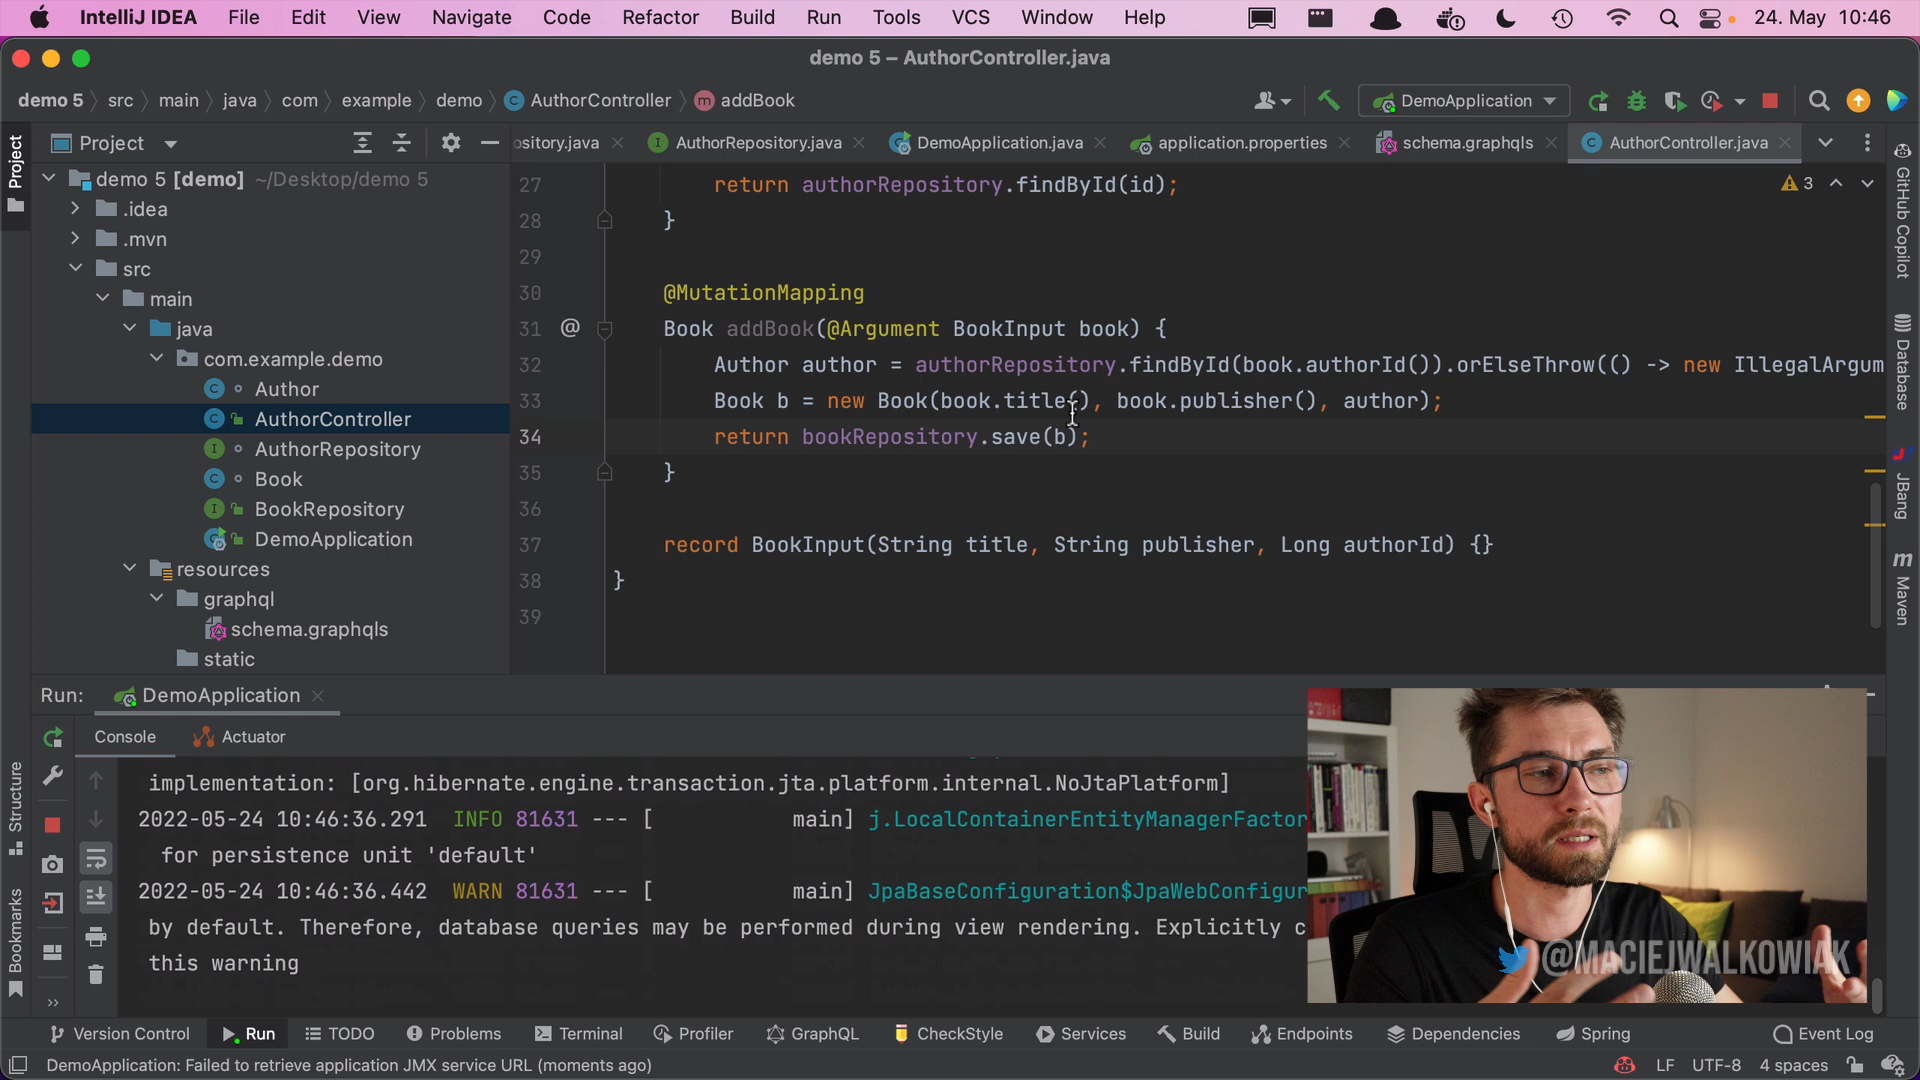 IntelliJ IDEA File Edit View Navigate Code Refactor Build Run Tools VCS Window Help 24. May 10:46
demo 5 – AuthorController.java
demo 5 src main java com example demo AuthorController addBook DemoApplication
Project
Project
demo 5 [demo] ~/Desktop/demo 5
.idea
.mvn
src
main
java
com.example.demo
Author
AuthorController
AuthorRepository
Book
BookRepository
DemoApplication
resources
graphql
schema.graphqls
static
ository.java AuthorRepository.java DemoApplication.java application.properties schema.graphqls AuthorController.java
3
27 return authorRepository.findById(id);
28 }
29
30 @MutationMapping
31 @ Book addBook(@Argument BookInput book) {
32 Author author = authorRepository.findById(book.authorId()).orElseThrow(() -> new IllegalArgum
33 Book b = new Book(book.title(), book.publisher(), author);
34 return bookRepository.save(b);
35 }
36
37 record BookInput(String title, String publisher, Long authorId) {}
38 }
39
GitHub Copilot
Database
JBang
Maven
Run: DemoApplication
Console Actuator
implementation: [org.hibernate.engine.transaction.jta.platform.internal.NoJtaPlatform]
2022-05-24 10:46:36.291 INFO 81631 --- [ main] j.LocalContainerEntityManagerFactor
for persistence unit 'default'
2022-05-24 10:46:36.442 WARN 81631 --- [ main] JpaBaseConfiguration$JpaWebConfigur
by default. Therefore, database queries may be performed during view rendering. Explicitly c
this warning
Structure
Bookmarks
@MACIEJWALKOWIAK
Version Control Run TODO Problems Terminal Profiler GraphQL CheckStyle Services Build Endpoints Dependencies Spring Event Log
DemoApplication: Failed to retrieve application JMX service URL (moments ago) LF UTF-8 4 spaces